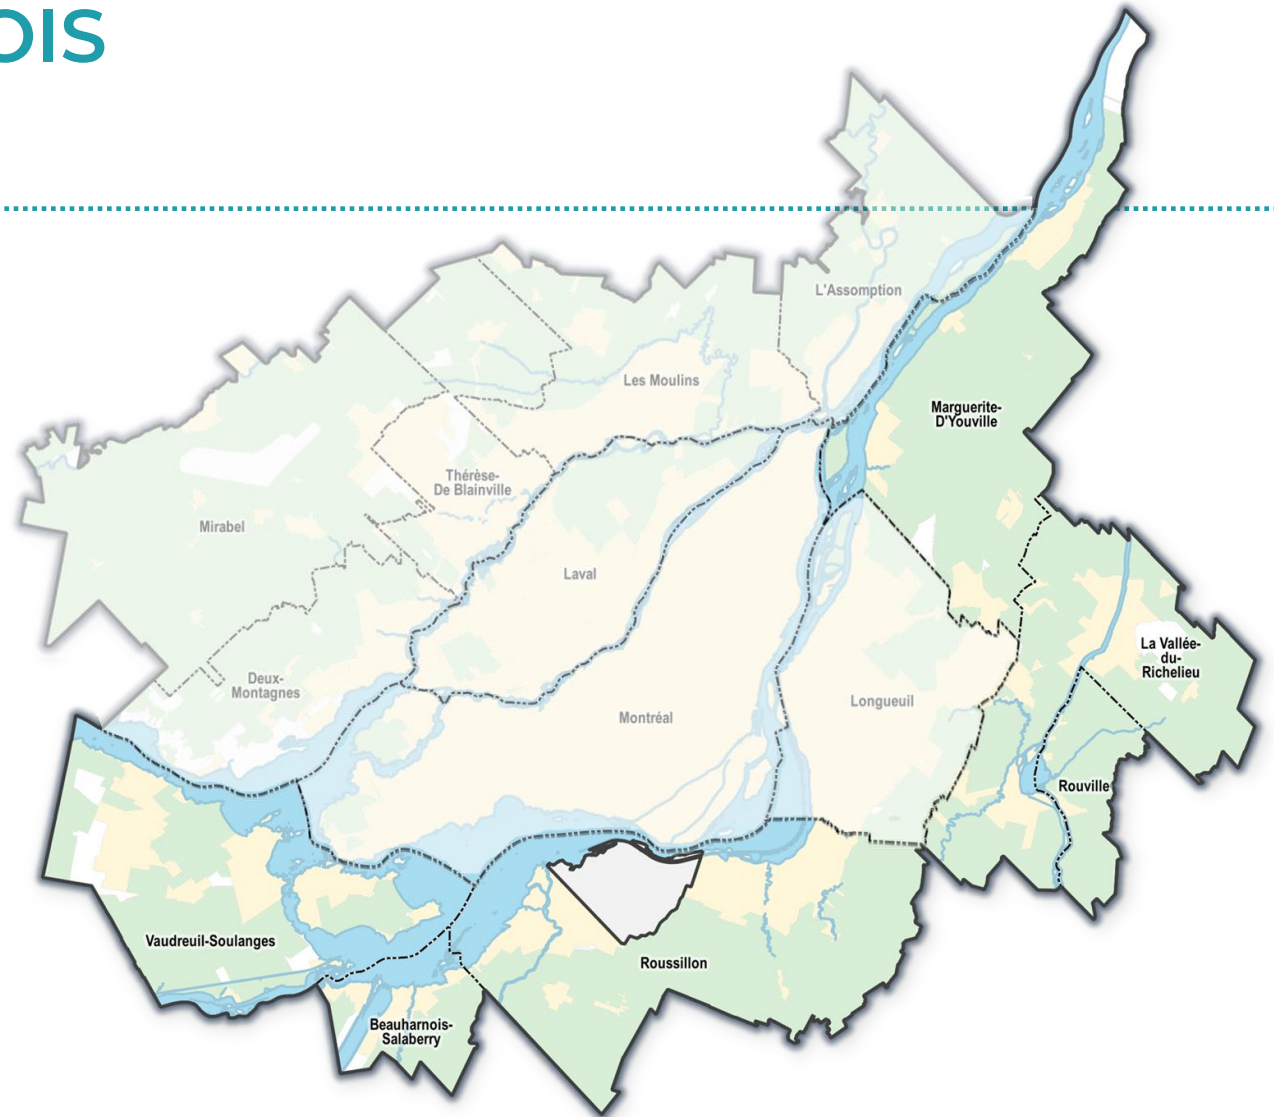 OIS
L'Assomption
Les Moulins
Marguerite-
D'Youville
Thérèse-
De Blainville
Mirabel
Laval
La Vallée-
du-
Richelieu
Deux-
Montagnes
Longueuil
Montréal
Rouville
Vaudreuil-Soulanges
Roussillon
Beauharnois-
Salaberry